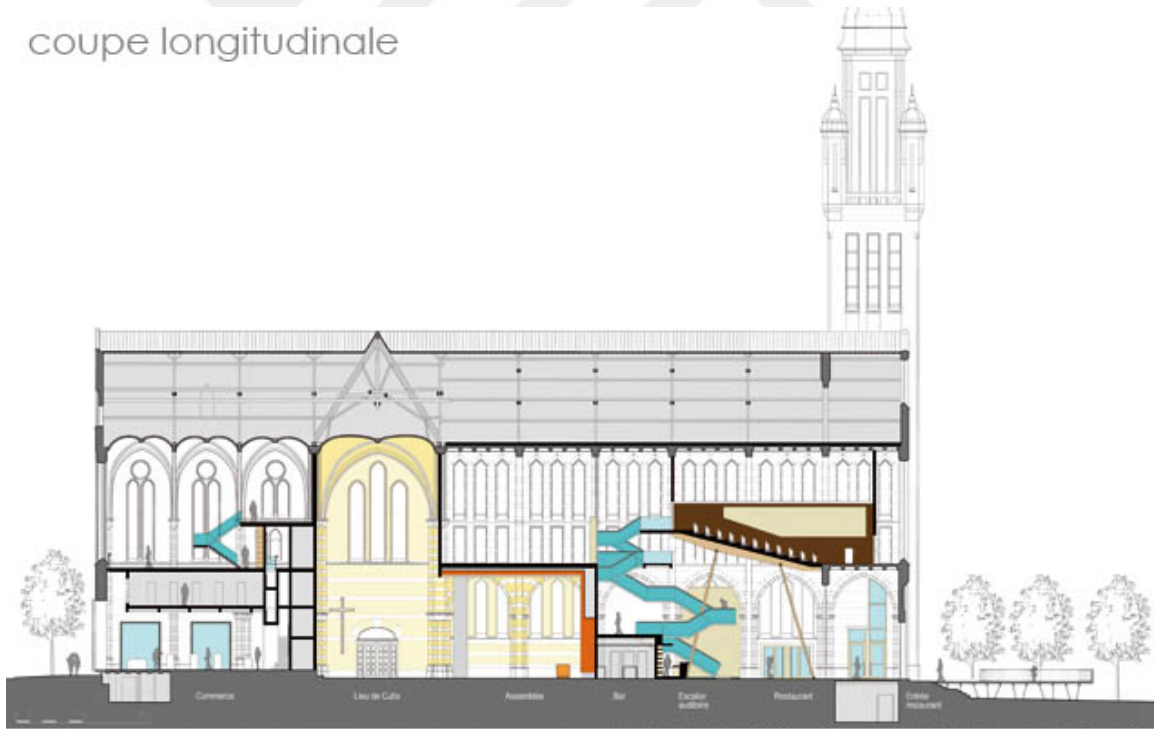 coupe longitudinale
Commerce
Lieu de Culte
Assemblée
Bar
Escalier
auditoire
Restaurant
Entrée
restaurant